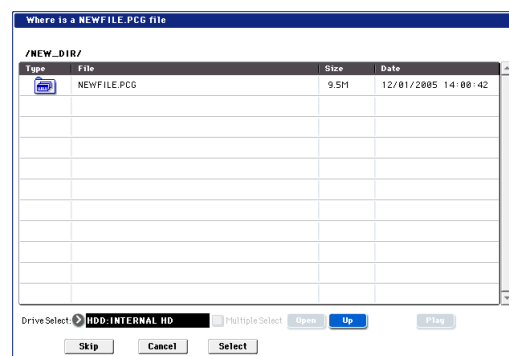 Where is a NEWFILE.PCG file
/NEW_DIR/
Type File Size Date
NEWFILE.PCG 9.5M 12/01/2005 14:00:42
Drive Select: HDD:INTERNAL HD Multiple Select Open Up Play
Skip Cancel Select